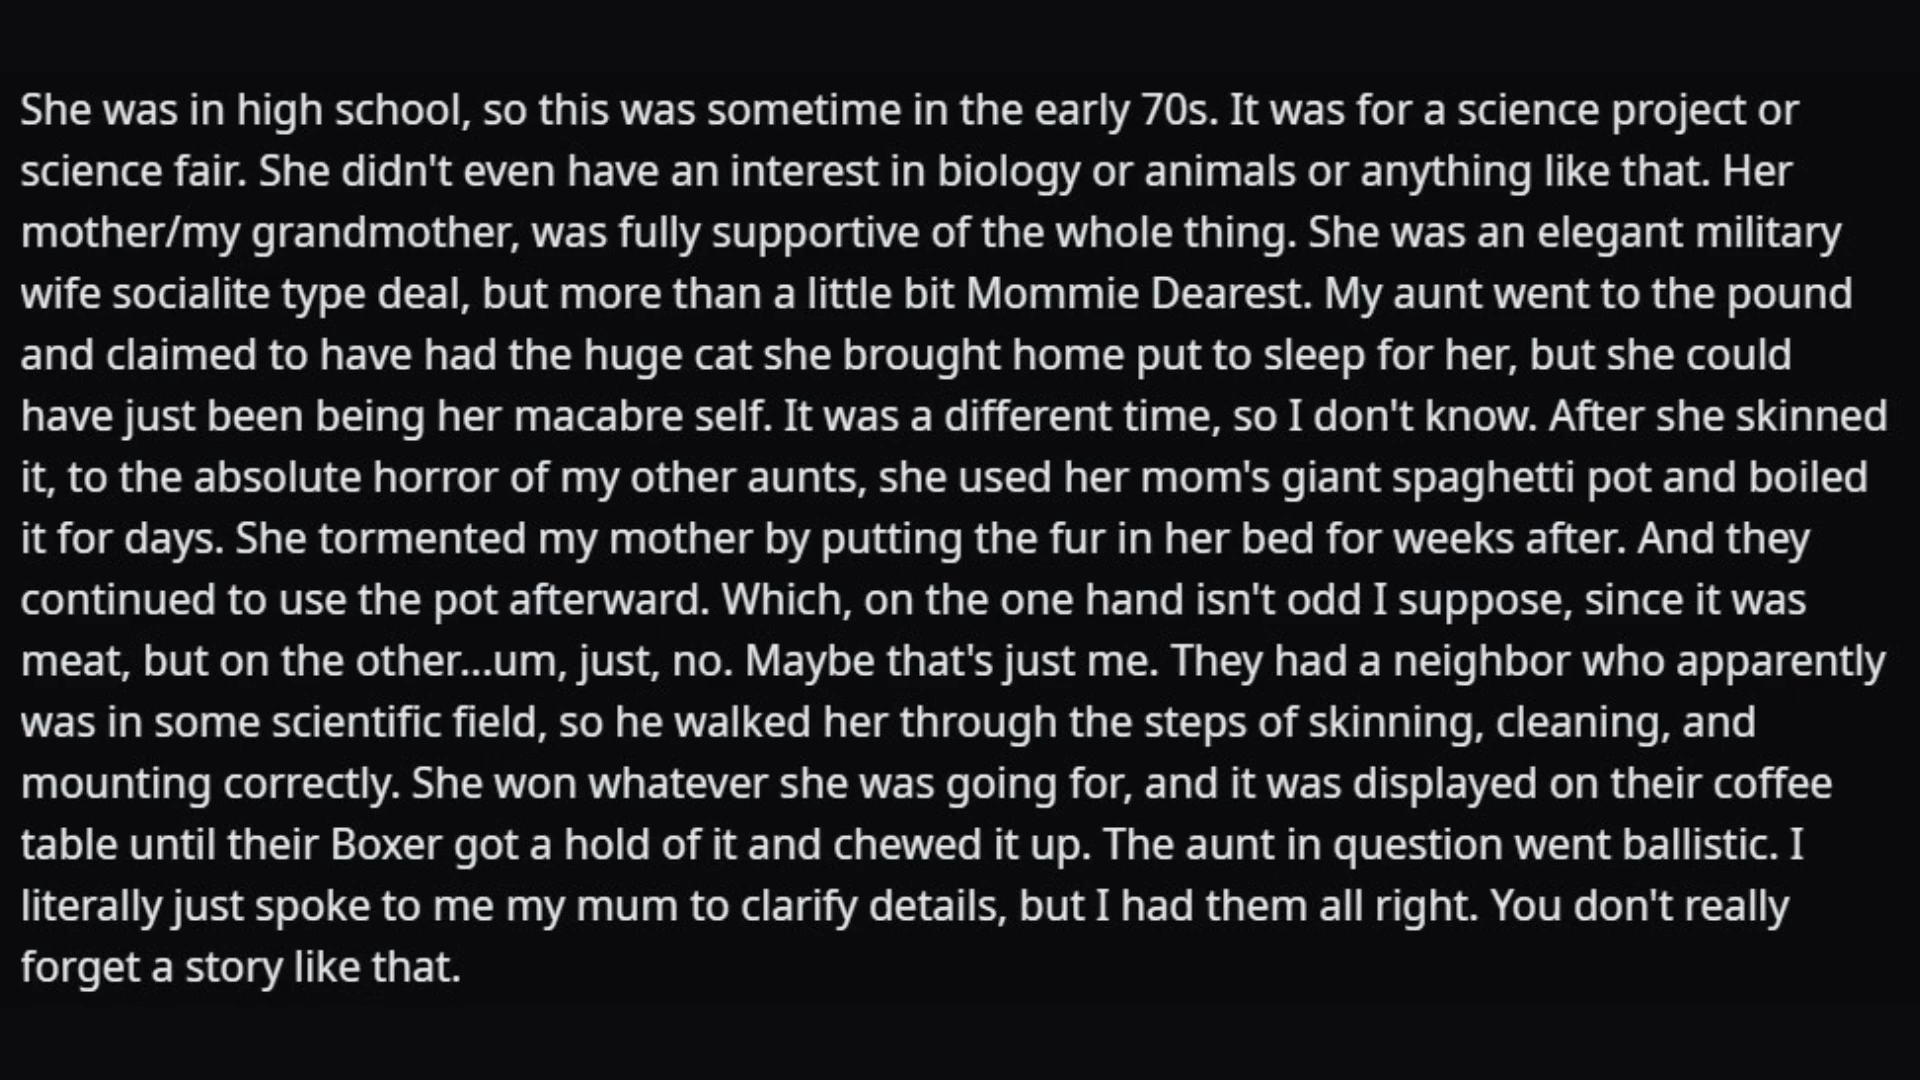 She was in high school, so this was sometime in the early 70s. It was for a science project or
science fair. She didn't even have an interest in biology or animals or anything like that. Her
mother/my grandmother, was fully supportive of the whole thing. She was an elegant military
wife socialite type deal, but more than a little bit Mommie Dearest. My aunt went to the pound
and claimed to have had the huge cat she brought home put to sleep for her, but she could
have just been being her macabre self. It was a different time, so I don't know. After she skinned
it, to the absolute horror of my other aunts, she used her mom's giant spaghetti pot and boiled
it for days. She tormented my mother by putting the fur in her bed for weeks after. And they
continued to use the pot afterward. Which, on the one hand isn't odd I suppose, since it was
meat, but on the other...um, just, no. Maybe that's just me. They had a neighbor who apparently
was in some scientific field, so he walked her through the steps of skinning, cleaning, and
mounting correctly. She won whatever she was going for, and it was displayed on their coffee
table until their Boxer got a hold of it and chewed it up. The aunt in question went ballistic. I
literally just spoke to me my mum to clarify details, but I had them all right. You don't really
forget a story like that.